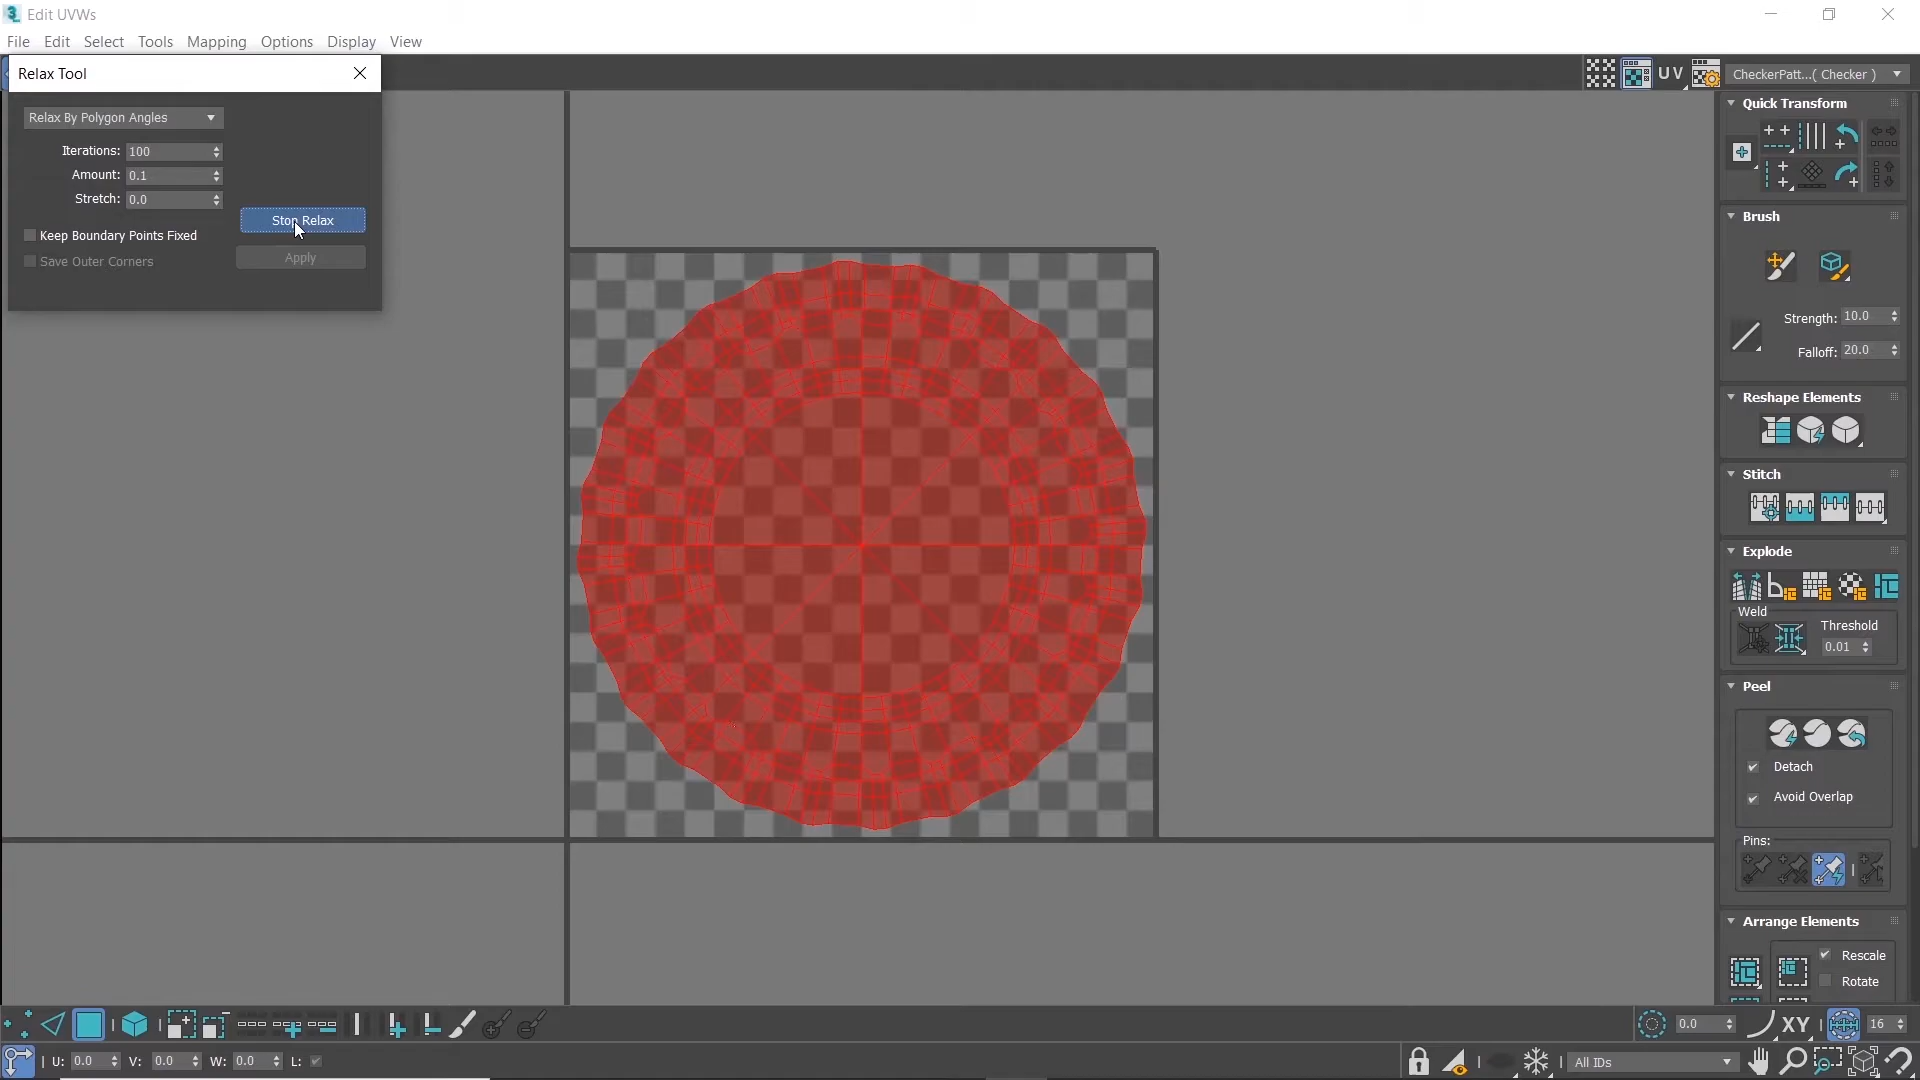 Edit UVWs
File Edit Select Tools Mapping Options Display View
Relax Tool
UV CheckerPatt...( Checker )
Relax By Polygon Angles
Iterations: 100
Amount: 0.1
Stretch: 0.0
Stop Relax
Keep Boundary Points Fixed
Apply
Save Outer Corners
Quick Transform
Brush
Strength: 10.0
Falloff: 20.0
Reshape Elements
Stitch
Explode
Weld
Threshold
0.01
Peel
Detach
Avoid Overlap
Pins:
Arrange Elements
Rescale
Rotate
0.0 XY 16
U: 0.0 V: 0.0 W: 0.0 L: All IDs